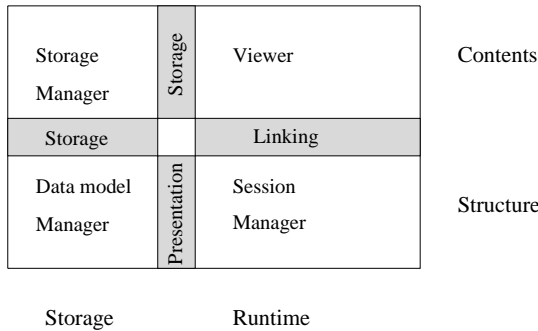 Storage
Manager
Storage
Viewer
Contents
Storage
Linking
Data model
Manager
Presentation
Session
Manager
Structure
Storage
Runtime